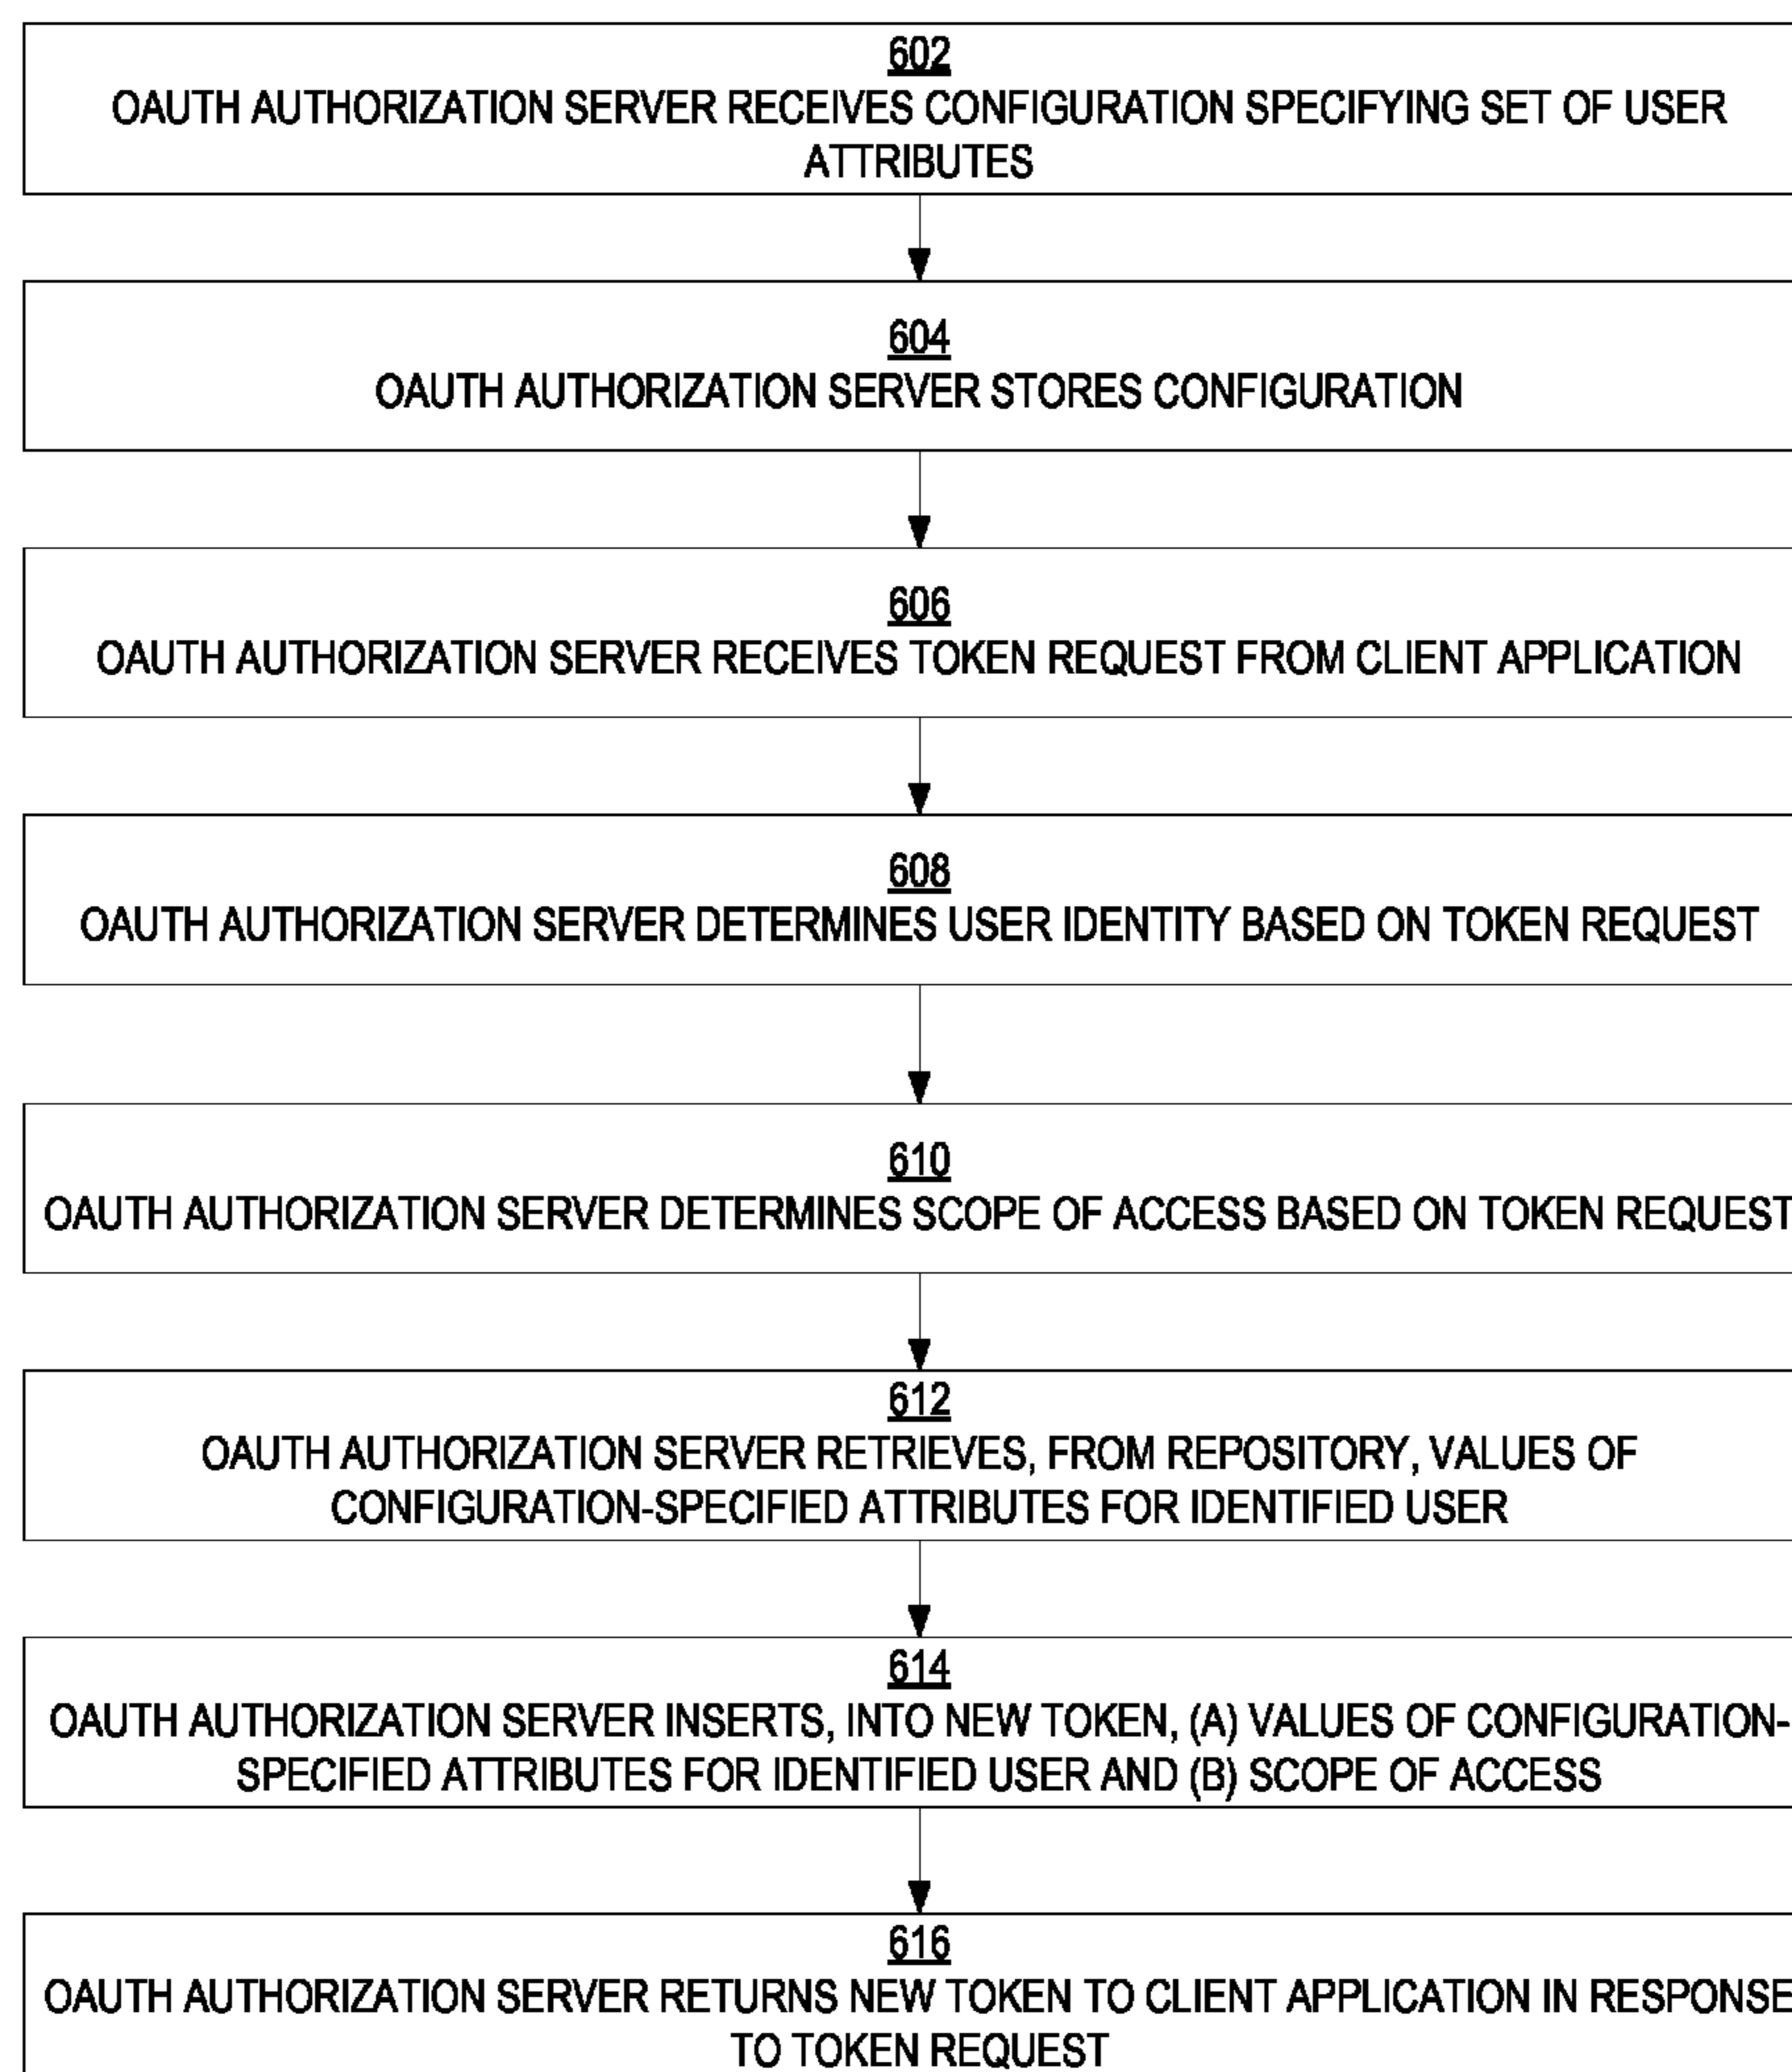 602
OAUTH AUTHORIZATION SERVER RECEIVES CONFIGURATION SPECIFYING SET OF USER
ATTRIBUTES
604
OAUTH AUTHORIZATION SERVER STORES CONFIGURATION
606
OAUTH AUTHORIZATION SERVER RECEIVES TOKEN REQUEST FROM CLIENT APPLICATION
608
OAUTH AUTHORIZATION SERVER DETERMINES USER IDENTITY BASED ON TOKEN REQUEST
610
OAUTH AUTHORIZATION SERVER DETERMINES SCOPE OF ACCESS BASED ON TOKEN REQUEST
612
OAUTH AUTHORIZATION SERVER RETRIEVES, FROM REPOSITORY, VALUES OF
CONFIGURATION-SPECIFIED ATTRIBUTES FOR IDENTIFIED USER
614
OAUTH AUTHORIZATION SERVER INSERTS, INTO NEW TOKEN, (A) VALUES OF CONFIGURATION-
SPECIFIED ATTRIBUTES FOR IDENTIFIED USER AND (B) SCOPE OF ACCESS
616
OAUTH AUTHORIZATION SERVER RETURNS NEW TOKEN TO CLIENT APPLICATION IN RESPONSE
TO TOKEN REQUEST